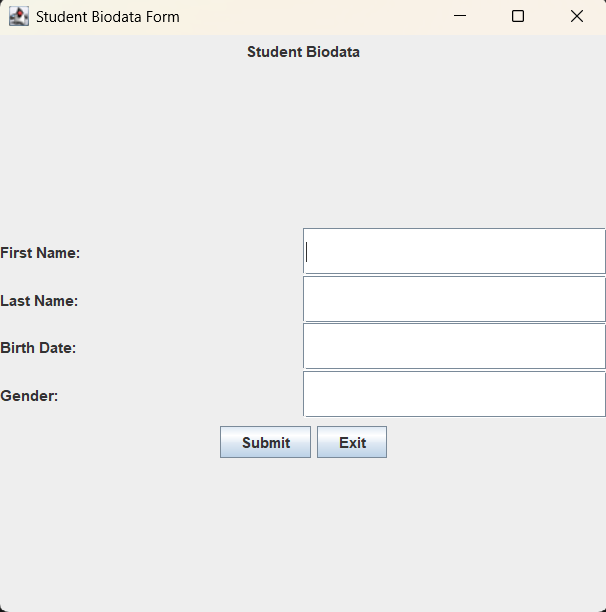 Student Biodata Form
Student Biodata
First Name:
Last Name:
Birth Date:
Gender:
Submit Exit